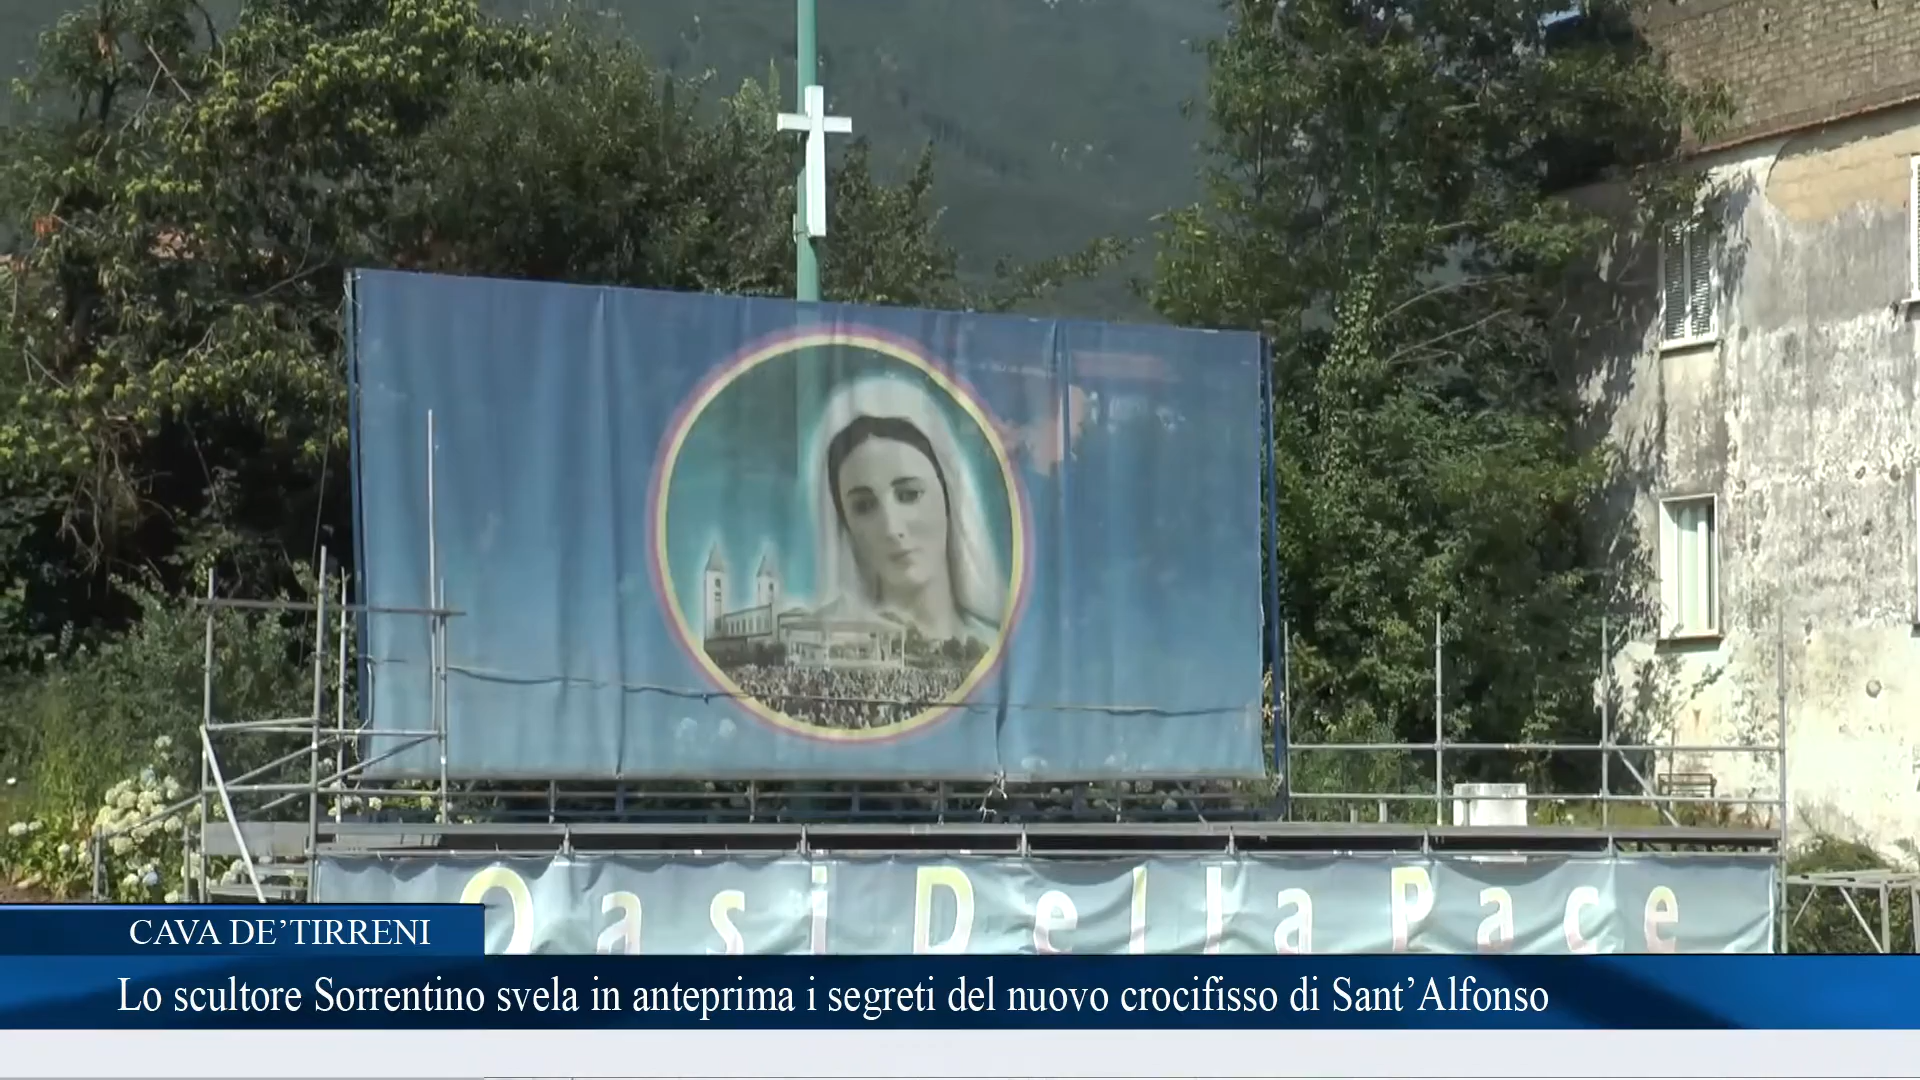 Oasi Della Pace
CAVA DE’TIRRENI
Lo scultore Sorrentino svela in anteprima i segreti del nuovo crocifisso di Sant’Alfonso